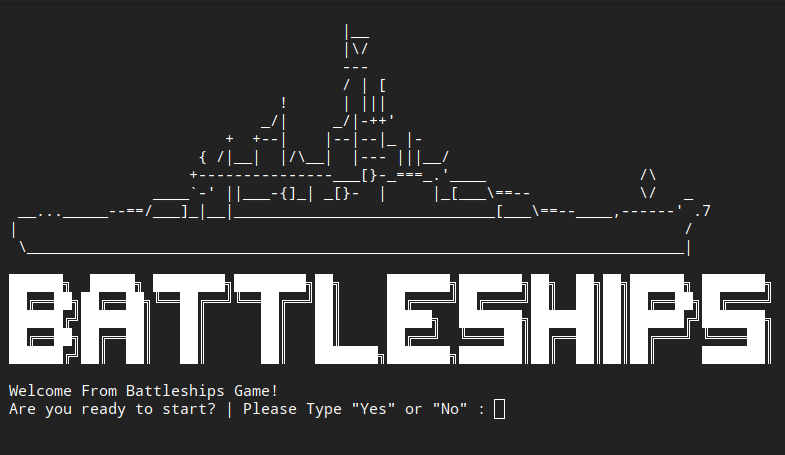 BATTLESHIPS
Welcome From Battleships Game!
Are you ready to start? | Please Type "Yes" or "No" :